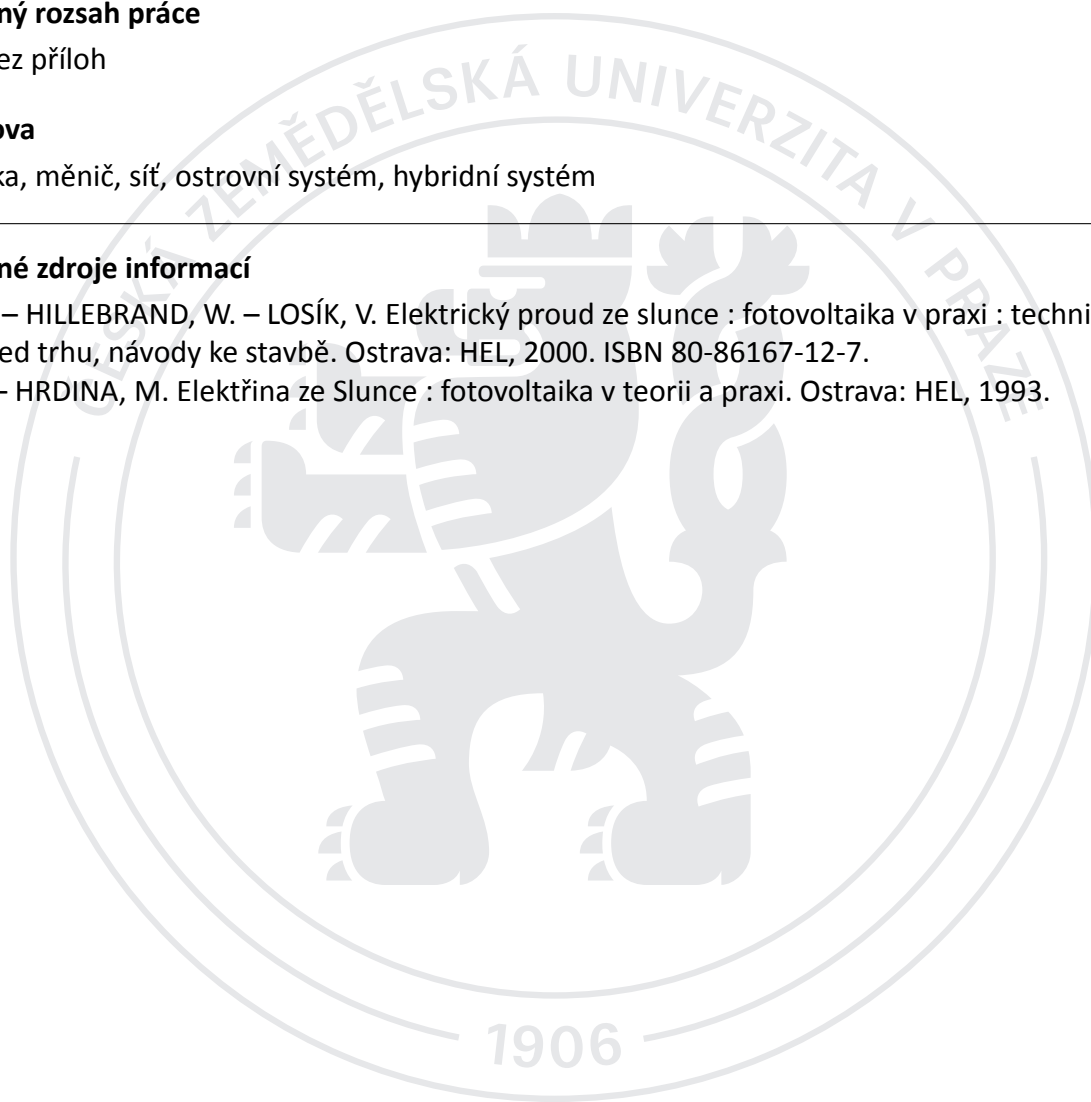 ný rozsah práce
ez příloh
ova
ka, měnič, síť, ostrovní systém, hybridní systém
né zdroje informací
– HILLEBRAND, W. – LOSÍK, V. Elektrický proud ze slunce : fotovoltaika v praxi : techni
ed trhu, návody ke stavbě. Ostrava: HEL, 2000. ISBN 80-86167-12-7.
– HRDINA, M. Elektřina ze Slunce : fotovoltaika v teorii a praxi. Ostrava: HEL, 1993.
ČESKÁ ZEMĚDĚLSKÁ UNIVERZITA V PRAZE
1906